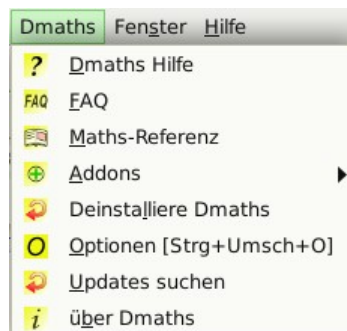 Dmaths Fenster Hilfe
? Dmaths Hilfe
FAQ FAQ
Maths-Referenz
Addons
Deinstalliere Dmaths
O Optionen [Strg+Umsch+O]
Updates suchen
i über Dmaths